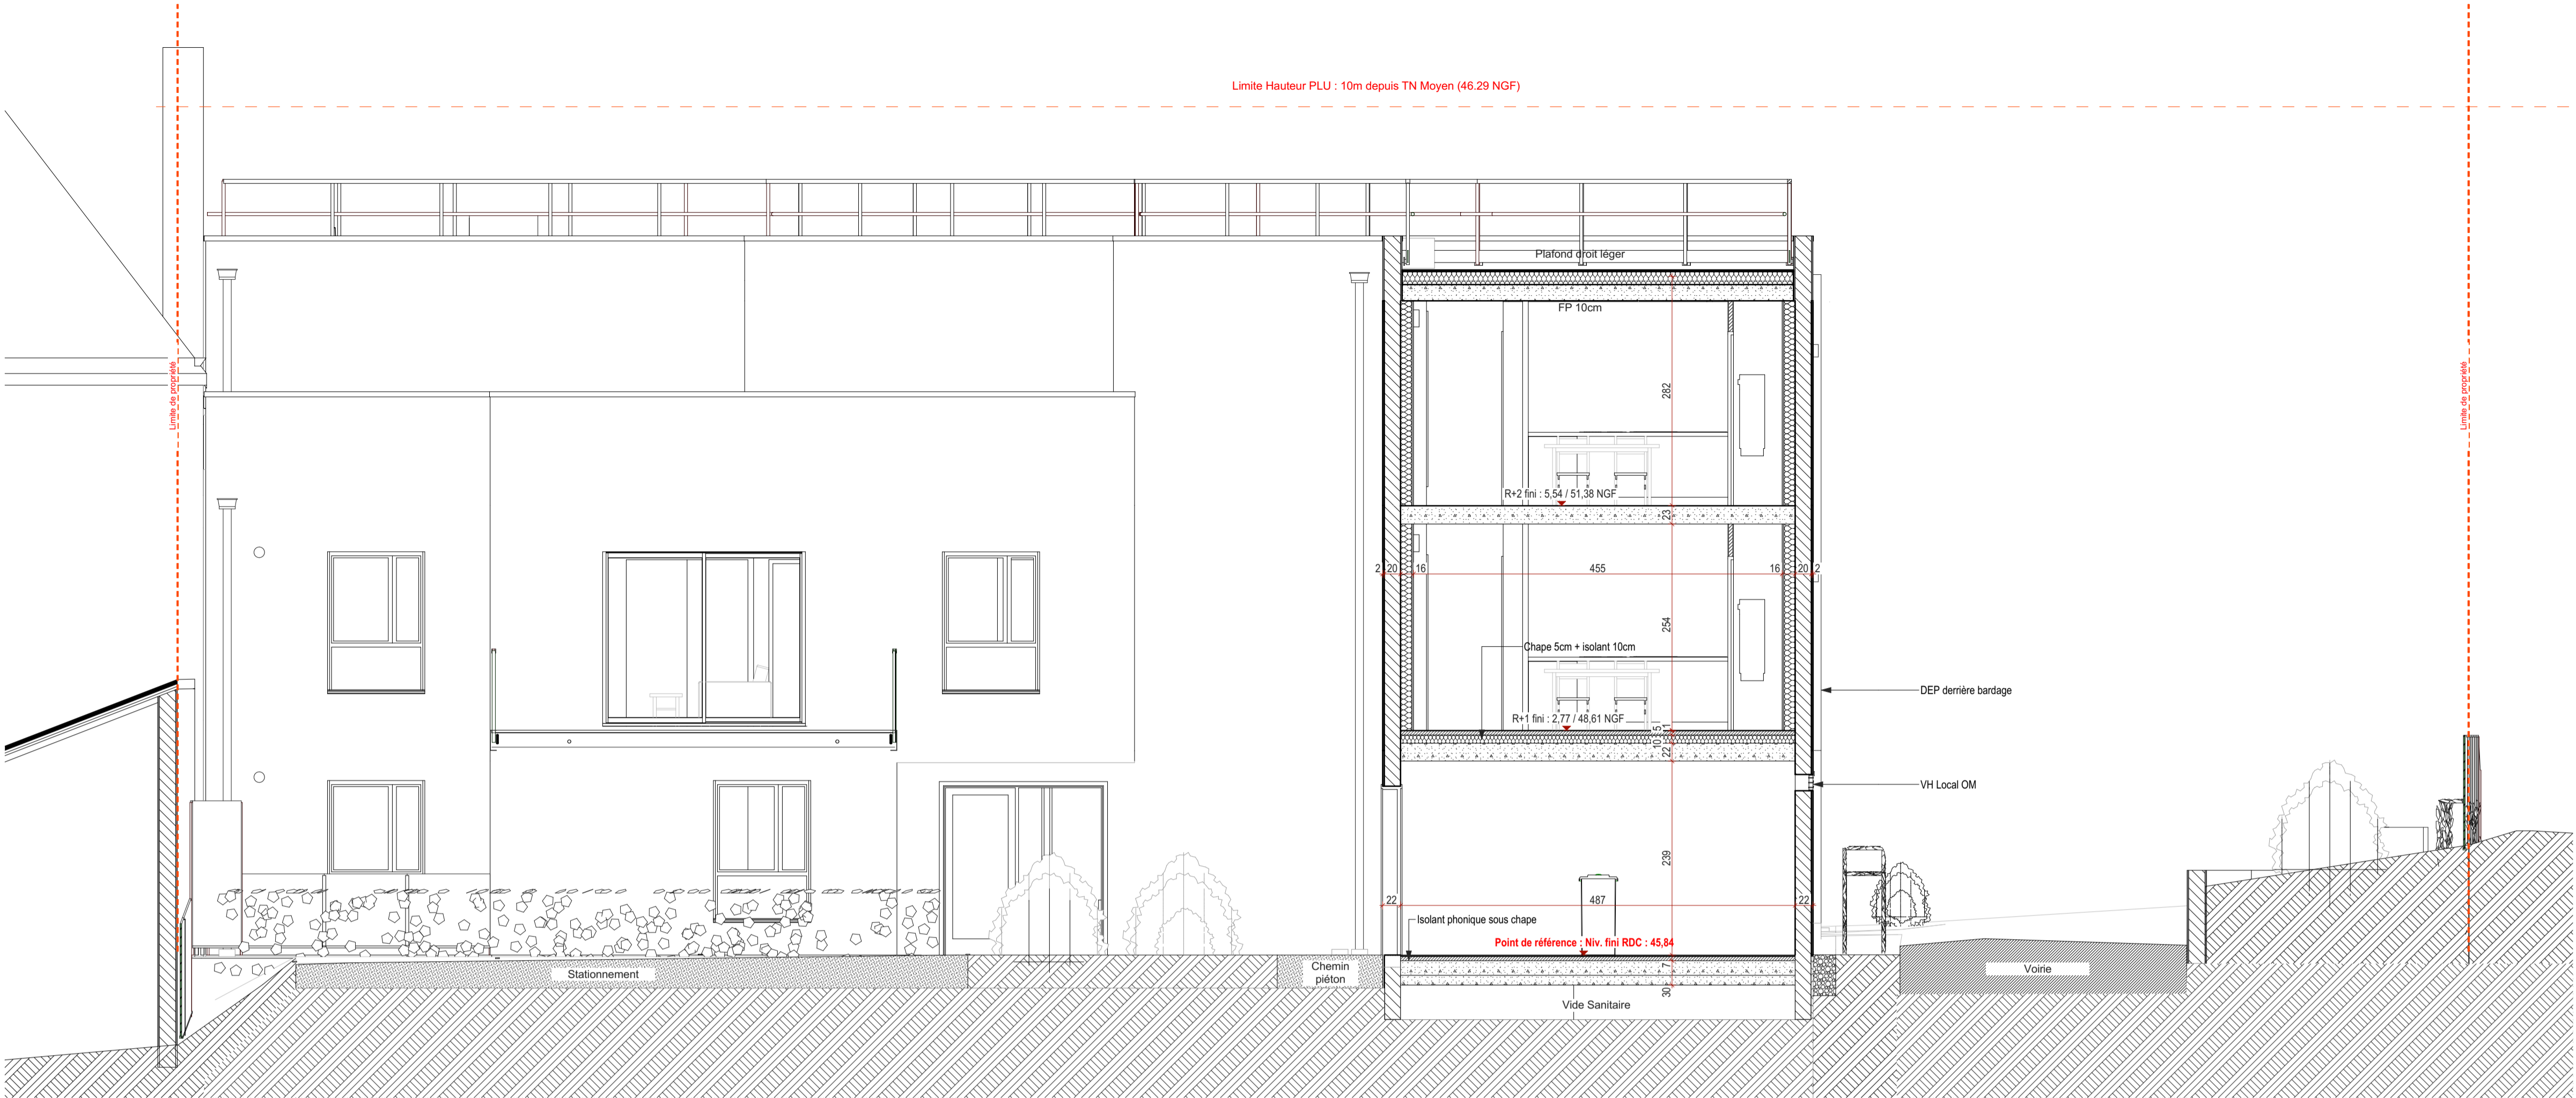 Limite Hauteur PLU : 10m depuis TN Moyen (46.29 NGF)
Plafond droit léger
FP 10cm
Limite de propriété
Limite de propriété
282
R+2 fini : 5,54 / 51,38 NGF
23
2 20 16 455 16 20 2
254
Chape 5cm + isolant 10cm
DEP derrière bardage
R+1 fini : 2,77 / 48,61 NGF
10 5 1
22
VH Local OM
239
22 487 22
Isolant phonique sous chape
Point de référence : Niv. fini RDC : 45,84
Stationnement
Chemin
piéton
7
Voirie
30
Vide Sanitaire